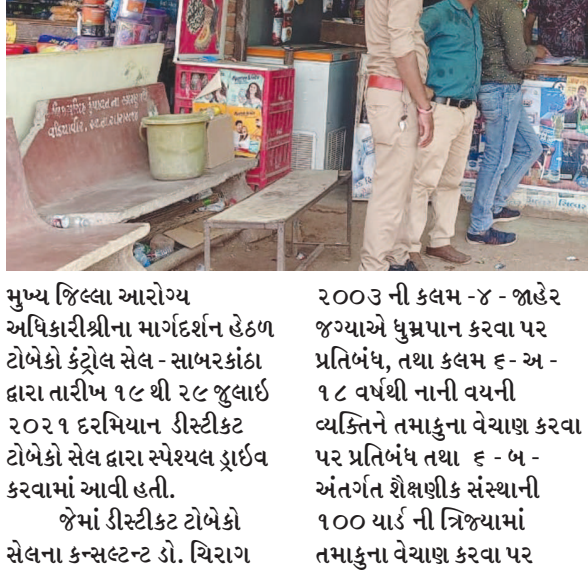 મુખ્ય જિલ્લા આરોગ્ય
અધિકારીશ્રીના માર્ગદર્શન હેઠળ
ટોબેકો કંટ્રોલ સેલ - સાબરકાંઠા
દ્વારા તારીખ ૧૯ થી ૨૯ જુલાઇ
૨૦૨૧ દરમિયાન ડીસ્ટીકટ
ટોબેકો સેલ દ્વારા સ્પેશ્યલ ડ્રાઇવ
કરવામાં આવી હતી.
જેમાં ડીસ્ટીકટ ટોબેકો
સેલના કન્સલ્ટન્ટ ડો. ચિરાગ
૨૦૦૩ ની કલમ -૪ - જાહેર
જગ્યાએ ધુમ્રપાન કરવા પર
પ્રતિબંધ, તથા કલમ ૬- અ -
૧૮ વર્ષથી નાની વયની
વ્યક્તિને તમાકુના વેચાણ કરવા
પર પ્રતિબંધ તથા ૬ - બ -
અંતર્ગત શૈક્ષણીક સંસ્થાની
૧૦૦ યાર્ડ ની ત્રિજ્યામાં
તમાકુના વેચાણ કરવા પર